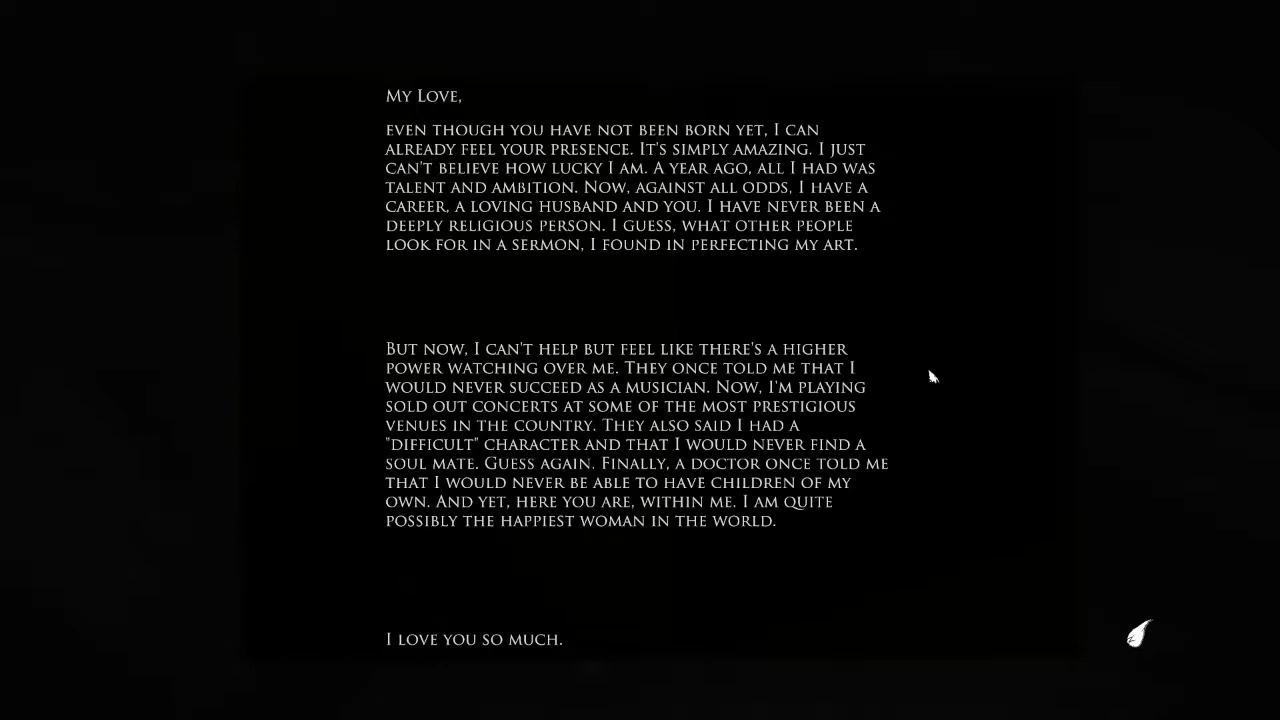 My Love,
even though you have not been born yet, I can
already feel your presence. It's simply amazing. I just
can't believe how lucky I am. A year ago, all I had was
talent and ambition. Now, against all odds, I have a
career, a loving husband and you. I have never been a
deeply religious person. I guess, what other people
look for in a sermon, I found in perfecting my art.
But now, I can't help but feel like there's a higher
power watching over me. They once told me that I
would never succeed as a musician. Now, I'm playing
sold out concerts at some of the most prestigious
venues in the country. They also said I had a
"difficult" character and that I would never find a
soul mate. Guess again. Finally, a doctor once told me
that I would never be able to have children of my
own. And yet, here you are, within me. I am quite
possibly the happiest woman in the world.
I love you so much.